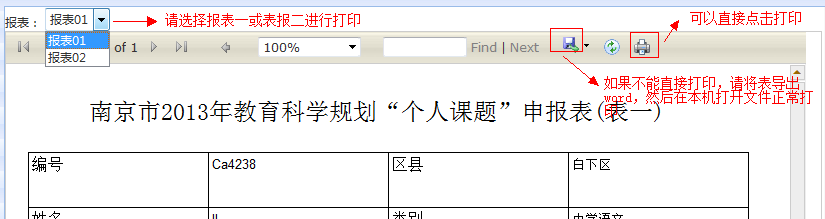 报表： 报表01 请选择报表一或表报二进行打印 可以直接点击打印
报表01
报表02
of 1 100% Find | Next
如果不能直接打印，请将表导出
word，然后在本机打开文件正常打
南京市2013年教育科学规划“个人课题”申报表(表一)
编号 Ca4238 区县 白下区
姓名 类别 中学语文